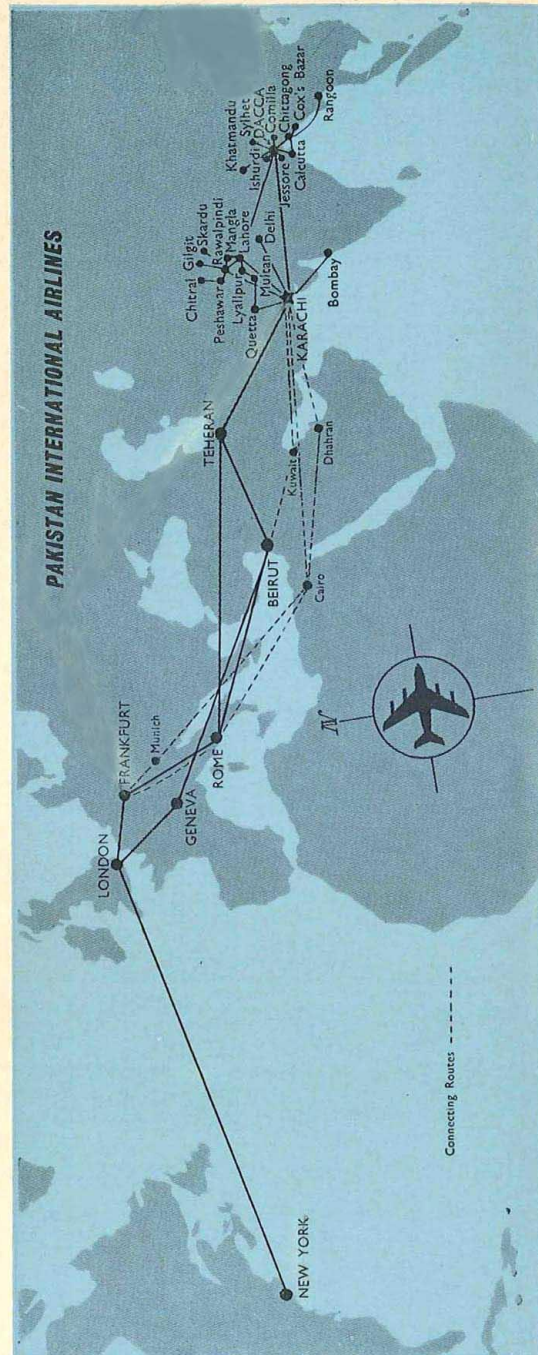 PAKISTAN INTERNATIONAL AIRLINES
LONDON
FRANKFURT
Munich
GENEVA
ROME
NEW YORK
TEHERAN
BEIRUT
Cairo
Kuwait
Dhahran
Chitral
Gilgit
Skardu
Peshawar
Rawalpindi
Mangla
Lyallpur
Lahore
Quetta
Multan
Delhi
KARACHI
Bombay
Khatmandu
Sylhet
Ishurdi
DACCA
Comilla
Jessore
Chittagong
Calcutta
Cox's Bazar
Rangoon
N
Connecting Routes